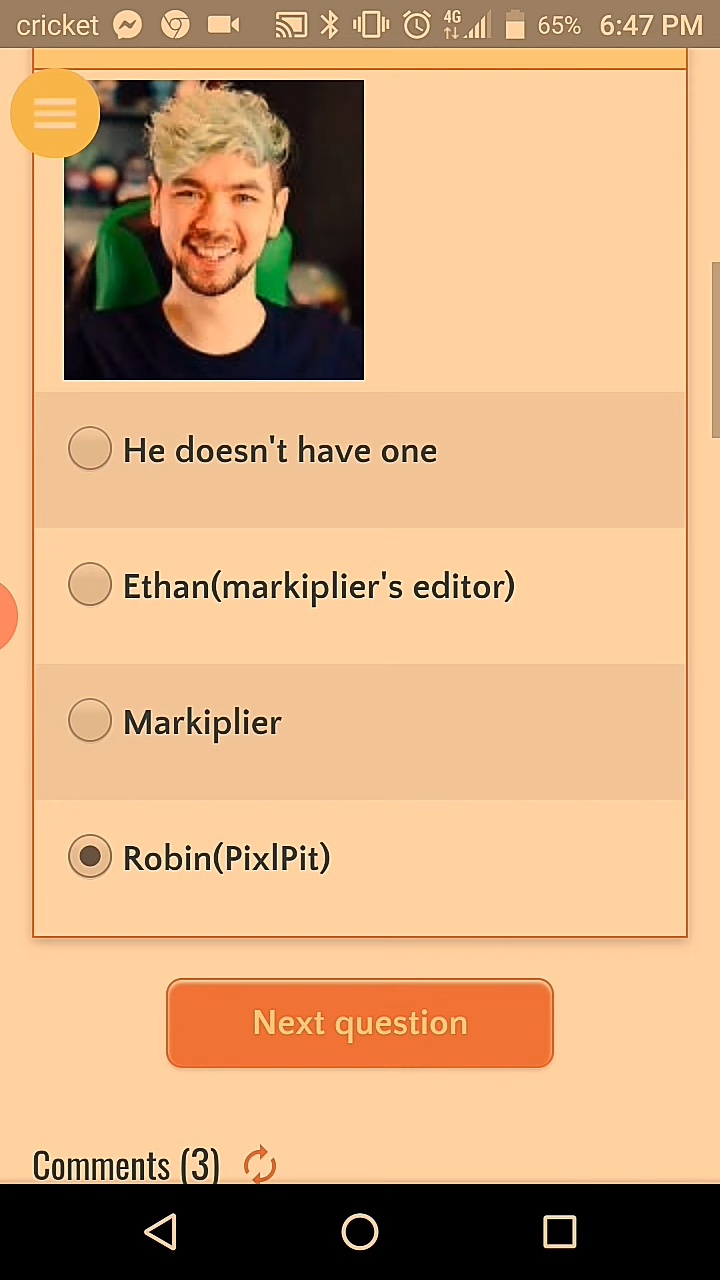 cricket 4G 65% 6:47 PM
He doesn't have one
Ethan(markiplier's editor)
Markiplier
Robin(PixlPit)
Next question
Comments (3)